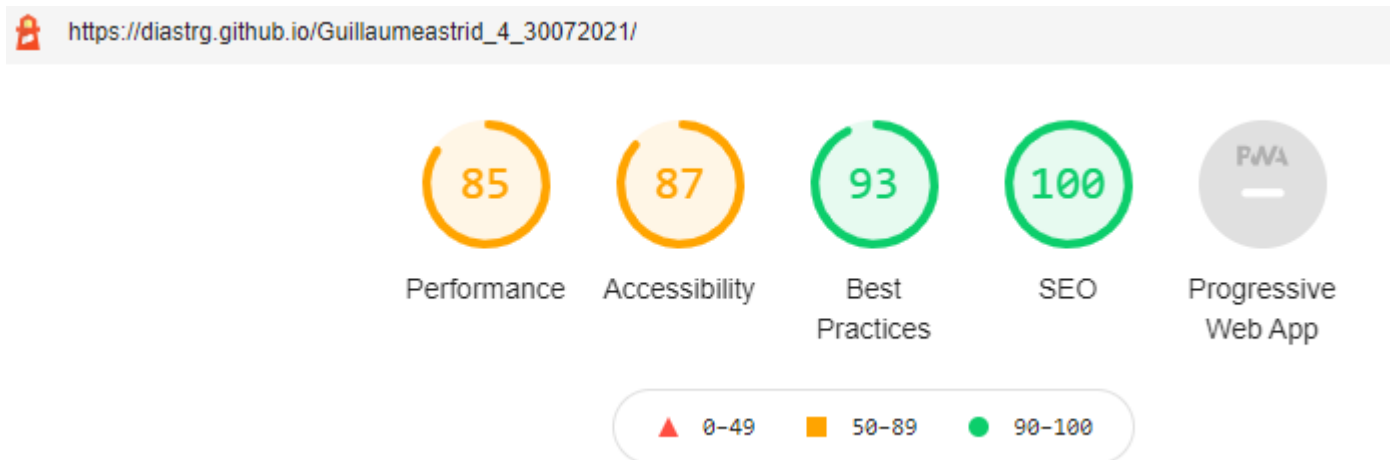 https://diastrg.github.io/Guillaumeastrid_4_30072021/
85 87 93 100 PWA
Performance Accessibility Best Practices SEO Progressive Web App
0–49 50–89 90–100